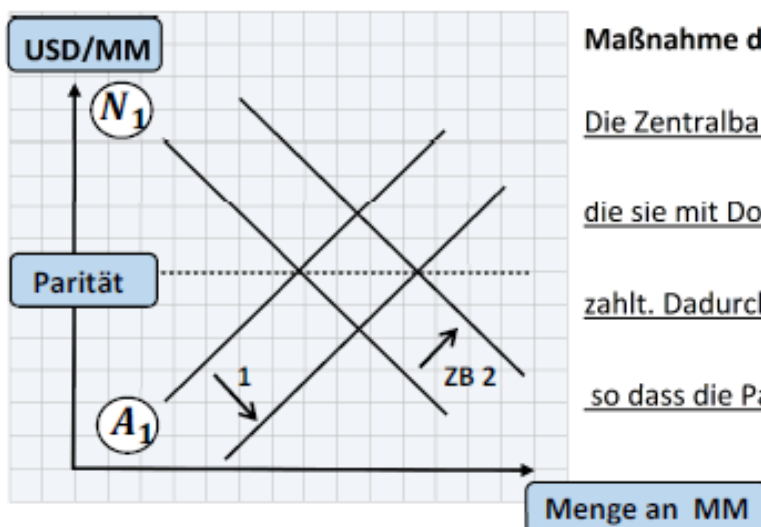 USD/MM
N₁
Parität
1
ZB 2
A₁
Menge an MM
Maßnahme d
Die Zentralba
die sie mit Do
zahlt. Dadurch
so dass die Pa